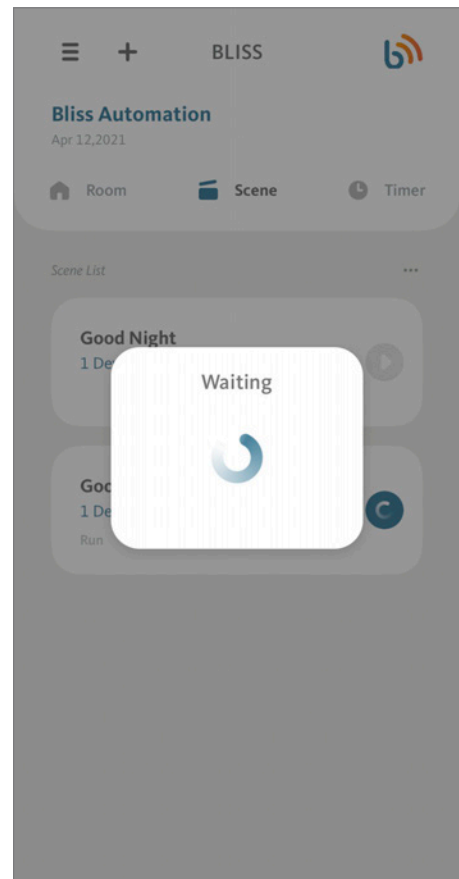 BLISS
Bliss Automation
Apr 12,2021
Room Scene Timer
Scene List
Good Night
1 De
Waiting
Goo
1 De
Run